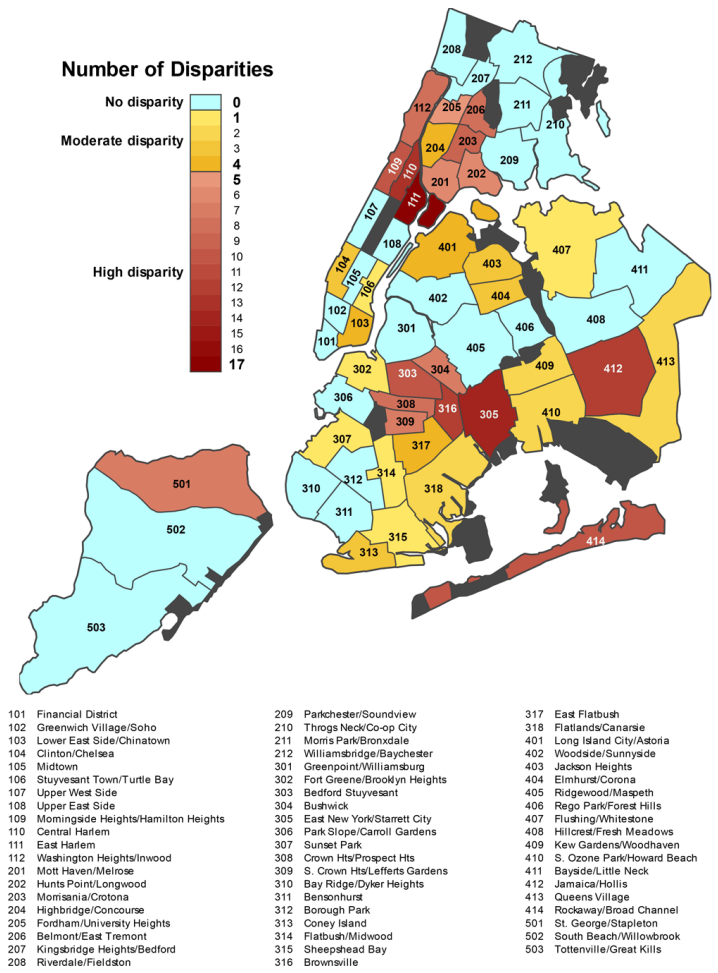 Number of Disparities
No disparity
Moderate disparity
High disparity
0
1
2
3
4
5
6
7
8
9
10
11
12
13
14
15
16
17
208
212
207
112
205
206
211
210
204
203
209
109
110
201
202
111
107
108
401
407
411
403
104
105
106
402
404
102
103
301
406
408
101
405
302
304
409
413
303
412
306
308
316
305
309
410
307
317
314
312
310
318
311
315
313
414
501
502
503
101 Financial District
102 Greenwich Village/Soho
103 Lower East Side/Chinatown
104 Clinton/Chelsea
105 Midtown
106 Stuyvesant Town/Turtle Bay
107 Upper West Side
108 Upper East Side
109 Morningside Heights/Hamilton Heights
110 Central Harlem
111 East Harlem
112 Washington Heights/Inwood
201 Mott Haven/Melrose
202 Hunts Point/Longwood
203 Morrisania/Crotona
204 Highbridge/Concourse
205 Fordham/University Heights
206 Belmont/East Tremont
207 Kingsbridge Heights/Bedford
208 Riverdale/Fieldston
209 Parkchester/Soundview
210 Throgs Neck/Co-op City
211 Morris Park/Bronxdale
212 Williamsbridge/Baychester
301 Greenpoint/Williamsburg
302 Fort Greene/Brooklyn Heights
303 Bedford Stuyvesant
304 Bushwick
305 East New York/Starrett City
306 Park Slope/Carroll Gardens
307 Sunset Park
308 Crown Hts/Prospect Hts
309 S. Crown Hts/Lefferts Gardens
310 Bay Ridge/Dyker Heights
311 Bensonhurst
312 Borough Park
313 Coney Island
314 Flatbush/Midwood
315 Sheepshead Bay
316 Brownsville
317 East Flatbush
318 Flatlands/Canarsie
401 Long Island City/Astoria
402 Woodside/Sunnyside
403 Jackson Heights
404 Elmhurst/Corona
405 Ridgewood/Maspeth
406 Rego Park/Forest Hills
407 Flushing/Whitestone
408 Hillcrest/Fresh Meadows
409 Kew Gardens/Woodhaven
410 S. Ozone Park/Howard Beach
411 Bayside/Little Neck
412 Jamaica/Hollis
413 Queens Village
414 Rockaway/Broad Channel
501 St. George/Stapleton
502 South Beach/Willowbrook
503 Tottenville/Great Kills